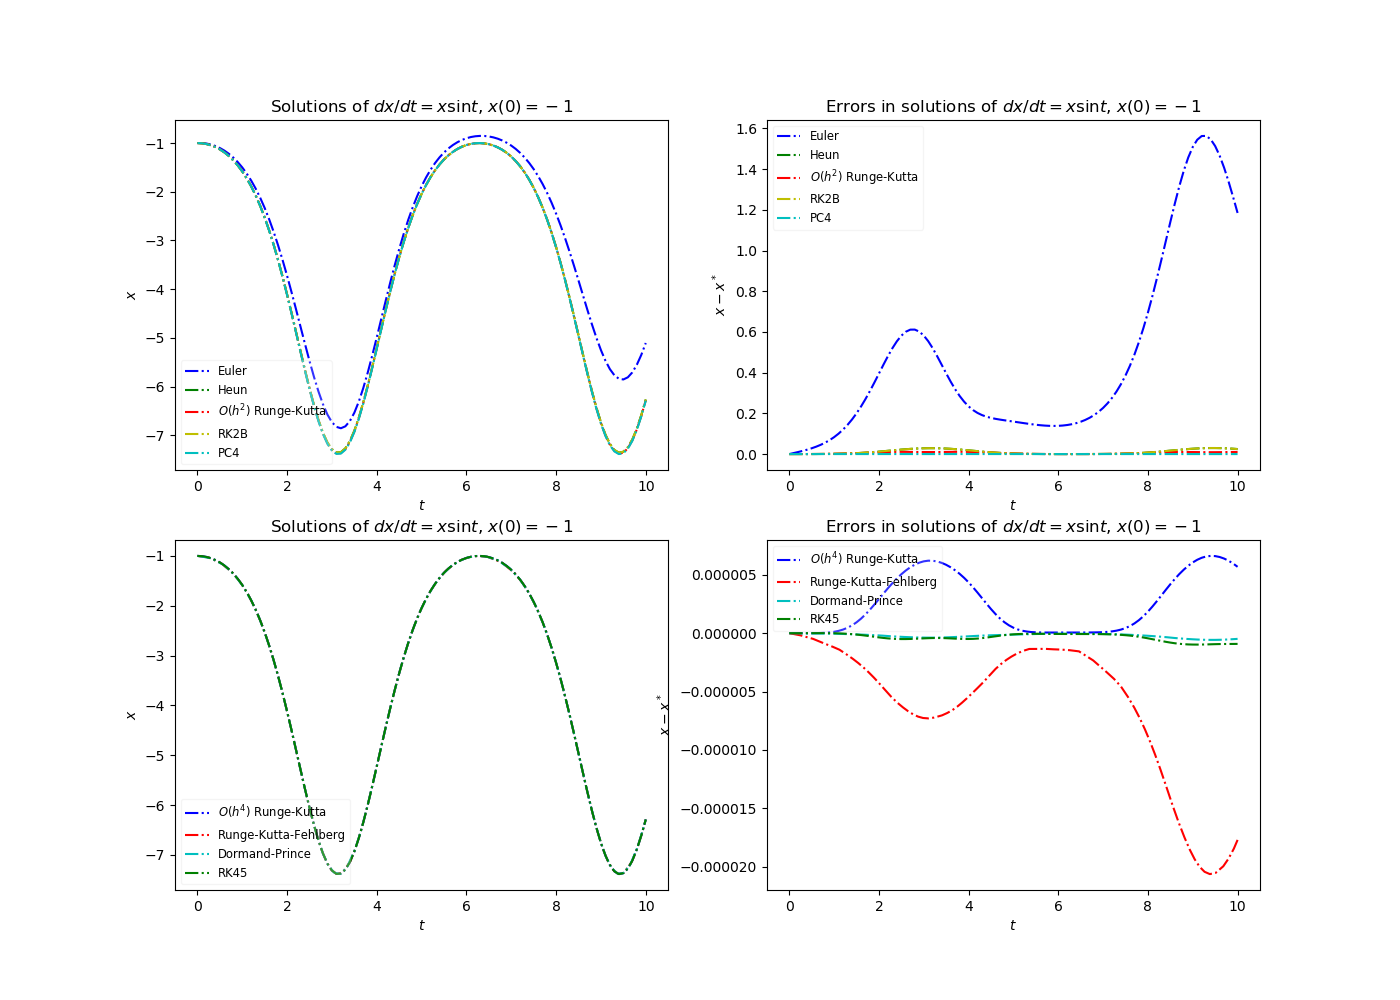 Solutions of dx/dt = xsint, x(0) = −1
−1
−2
−3
−4
−5
−6
−7
x
Euler
Heun
O(h²) Runge-Kutta
RK2B
PC4
0 2 4 6 8 10
t
Errors in solutions of dx/dt = xsint, x(0) = −1
1.6
1.4
1.2
1.0
0.8
0.6
0.4
0.2
0.0
x − x*
Euler
Heun
O(h²) Runge-Kutta
RK2B
PC4
0 2 4 6 8 10
t
Solutions of dx/dt = xsint, x(0) = −1
−1
−2
−3
−4
−5
−6
−7
x
O(h⁴) Runge-Kutta
Runge-Kutta-Fehlberg
Dormand-Prince
RK45
0 2 4 6 8 10
t
Errors in solutions of dx/dt = xsint, x(0) = −1
0.000005
0.000000
−0.000005
−0.000010
−0.000015
−0.000020
x − x*
O(h⁴) Runge-Kutta
Runge-Kutta-Fehlberg
Dormand-Prince
RK45
0 2 4 6 8 10
t